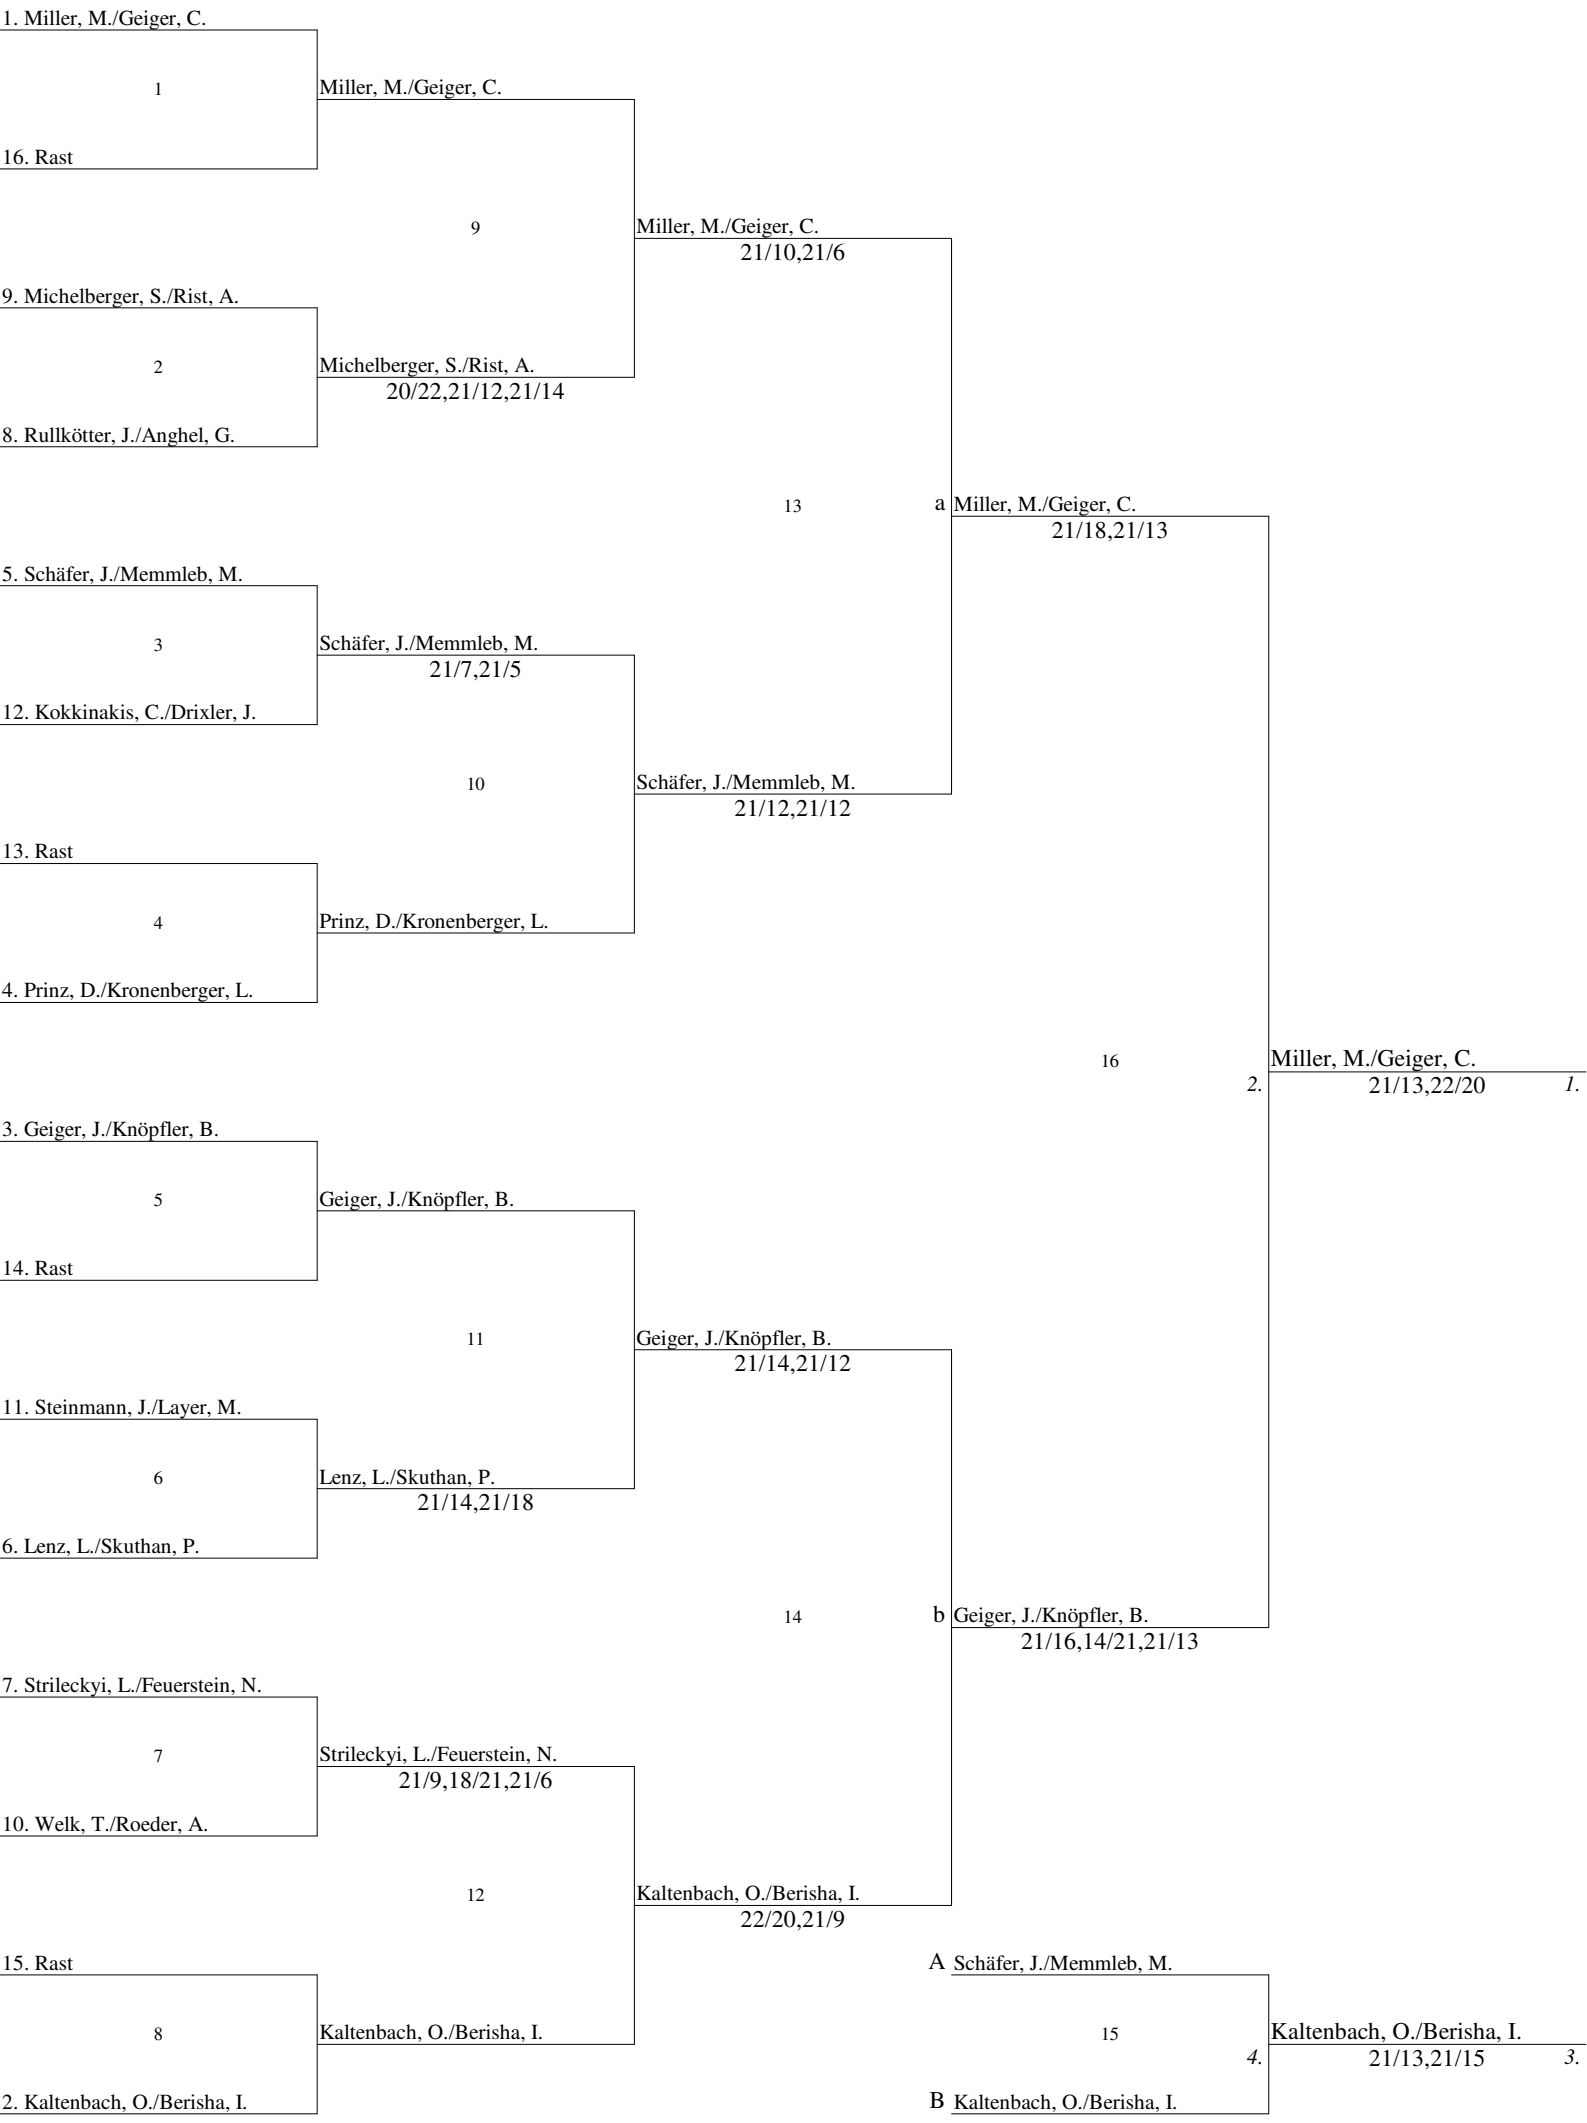 1. Miller, M./Geiger, C.
1
Miller, M./Geiger, C.
16. Rast
9
Miller, M./Geiger, C.
21/10,21/6
9. Michelberger, S./Rist, A.
2
Michelberger, S./Rist, A.
20/22,21/12,21/14
8. Rullkötter, J./Anghel, G.
13
a Miller, M./Geiger, C.
21/18,21/13
5. Schäfer, J./Memmleb, M.
3
Schäfer, J./Memmleb, M.
21/7,21/5
12. Kokkinakis, C./Drixler, J.
10
Schäfer, J./Memmleb, M.
21/12,21/12
13. Rast
4
Prinz, D./Kronenberger, L.
4. Prinz, D./Kronenberger, L.
16
2.
Miller, M./Geiger, C.
21/13,22/20
1.
3. Geiger, J./Knöpfler, B.
5
Geiger, J./Knöpfler, B.
14. Rast
11
Geiger, J./Knöpfler, B.
21/14,21/12
11. Steinmann, J./Layer, M.
6
Lenz, L./Skuthan, P.
21/14,21/18
6. Lenz, L./Skuthan, P.
14
b Geiger, J./Knöpfler, B.
21/16,14/21,21/13
7. Strileckyi, L./Feuerstein, N.
7
Strileckyi, L./Feuerstein, N.
21/9,18/21,21/6
10. Welk, T./Roeder, A.
12
Kaltenbach, O./Berisha, I.
22/20,21/9
15. Rast
A Schäfer, J./Memmleb, M.
8
Kaltenbach, O./Berisha, I.
15
4.
Kaltenbach, O./Berisha, I.
21/13,21/15
3.
2. Kaltenbach, O./Berisha, I.
B Kaltenbach, O./Berisha, I.